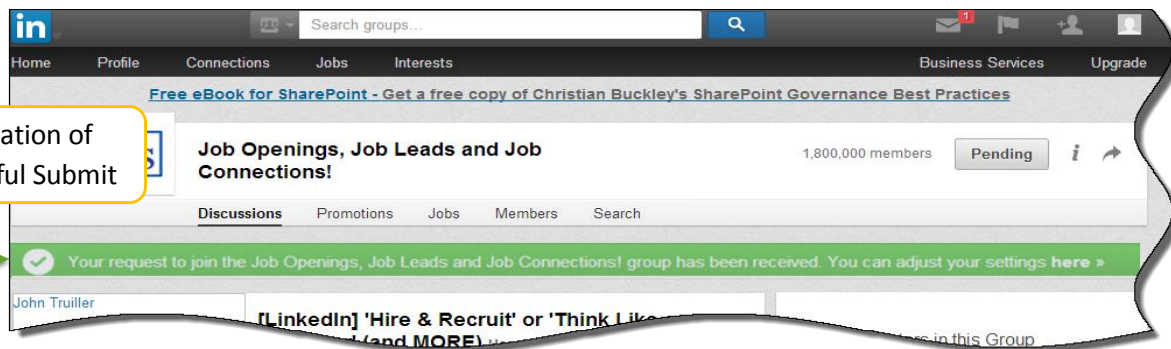 in
Search groups...
1
Home Profile Connections Jobs Interests Business Services Upgrade
Free eBook for SharePoint - Get a free copy of Christian Buckley's SharePoint Governance Best Practices
ation of
ful Submit
S
Job Openings, Job Leads and Job
Connections!
1,800,000 members Pending i
Discussions Promotions Jobs Members Search
Your request to join the Job Openings, Job Leads and Job Connections! group has been received. You can adjust your settings here »
John Truiller
[LinkedIn] 'Hire & Recruit' or 'Think Like
(and MORE)
in this Group